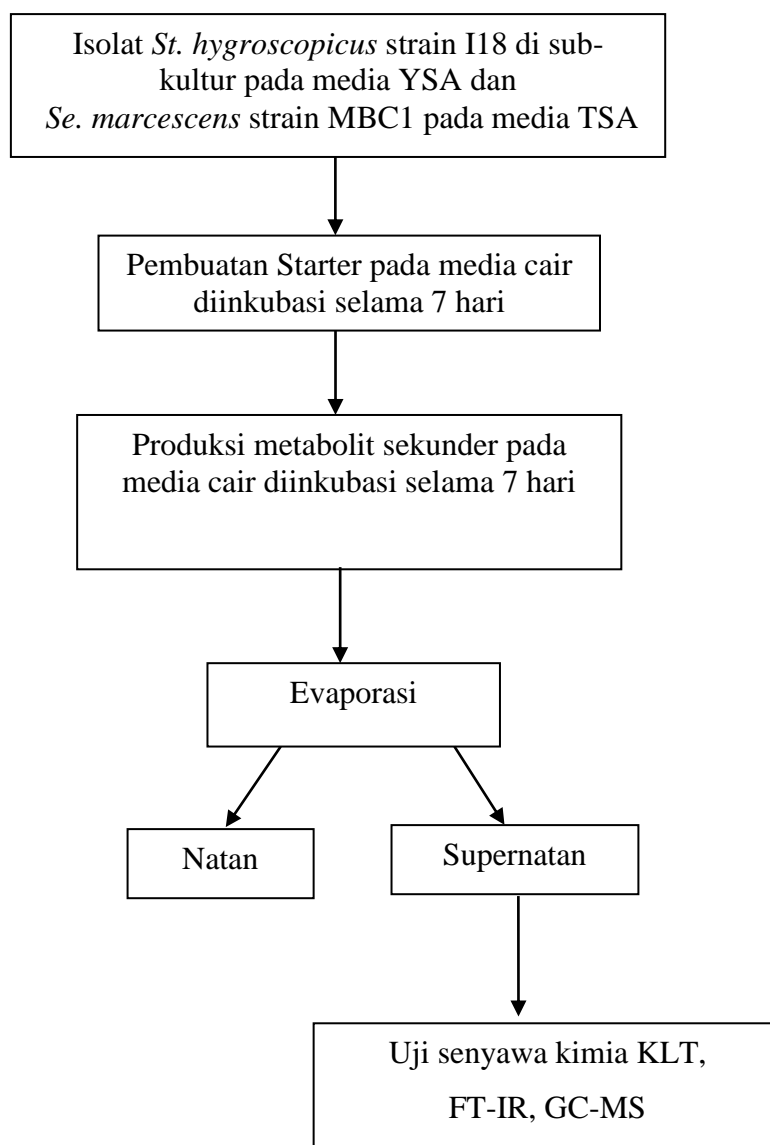 Isolat St. hygroscopicus strain I18 di sub-
kultur pada media YSA dan
Se. marcescens strain MBC1 pada media TSA
Pembuatan Starter pada media cair
diinkubasi selama 7 hari
Produksi metabolit sekunder pada
media cair diinkubasi selama 7 hari
Evaporasi
Natan
Supernatan
Uji senyawa kimia KLT,
FT-IR, GC-MS